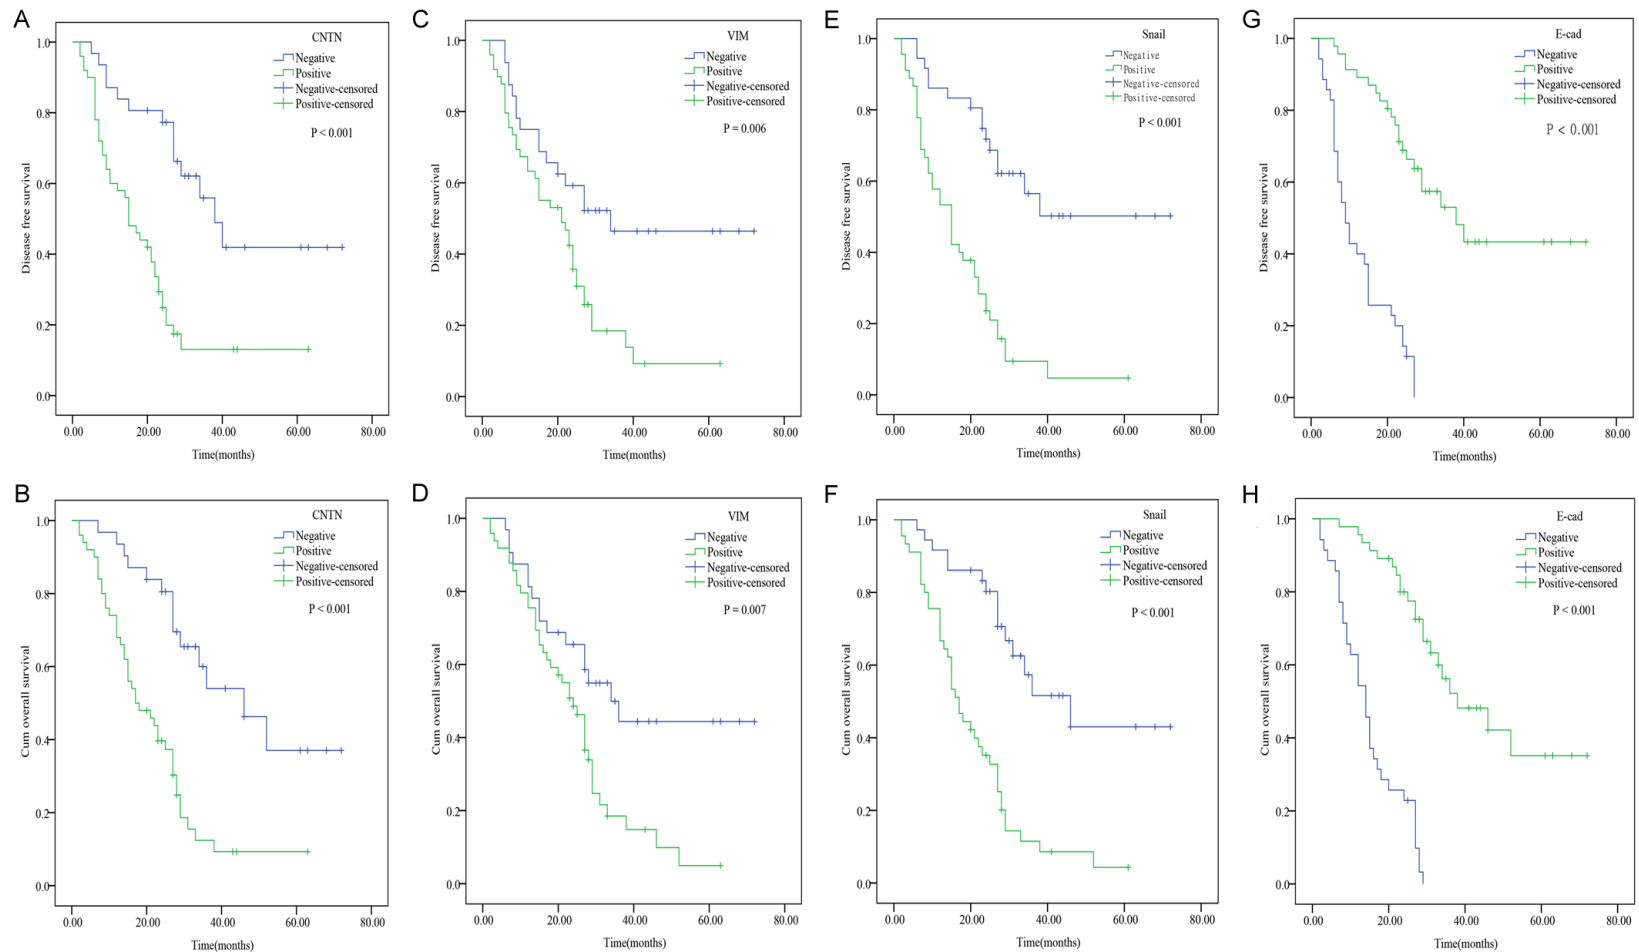 A
CNTN
Negative
Positive
Negative-censored
Positive-censored
P < 0.001
Disease free survival
1.0
0.8
0.6
0.4
0.2
0.0
0.00 20.00 40.00 60.00 80.00
Time(months)
C
VIM
Negative
Positive
Negative-censored
Positive-censored
P = 0.006
Disease free survival
1.0
0.8
0.6
0.4
0.2
0.0
0.00 20.00 40.00 60.00 80.00
Time(months)
E
Snail
Negative
Positive
Negative-censored
Positive-censored
P < 0.001
Disease free survival
1.0
0.8
0.6
0.4
0.2
0.0
0.00 20.00 40.00 60.00 80.00
Time(months)
G
E-cad
Negative
Positive
Negative-censored
Positive-censored
P < 0.001
Disease free survival
1.0
0.8
0.6
0.4
0.2
0.0
0.00 20.00 40.00 60.00 80.00
Time(months)
B
CNTN
Negative
Positive
Negative-censored
Positive-censored
P < 0.001
Cum overall survival
1.0
0.8
0.6
0.4
0.2
0.0
0.00 20.00 40.00 60.00 80.00
Time(months)
D
VIM
Negative
Positive
Negative-censored
Positive-censored
P = 0.007
Cum overall survival
1.0
0.8
0.6
0.4
0.2
0.0
0.00 20.00 40.00 60.00 80.00
Time(months)
F
Snail
Negative
Positive
Negative-censored
Positive-censored
P < 0.001
Cum overall survival
1.0
0.8
0.6
0.4
0.2
0.0
0.00 20.00 40.00 60.00 80.00
Time(months)
H
E-cad
Negative
Positive
Negative-censored
Positive-censored
P < 0.001
Cum overall survival
1.0
0.8
0.6
0.4
0.2
0.0
0.00 20.00 40.00 60.00 80.00
Time(months)